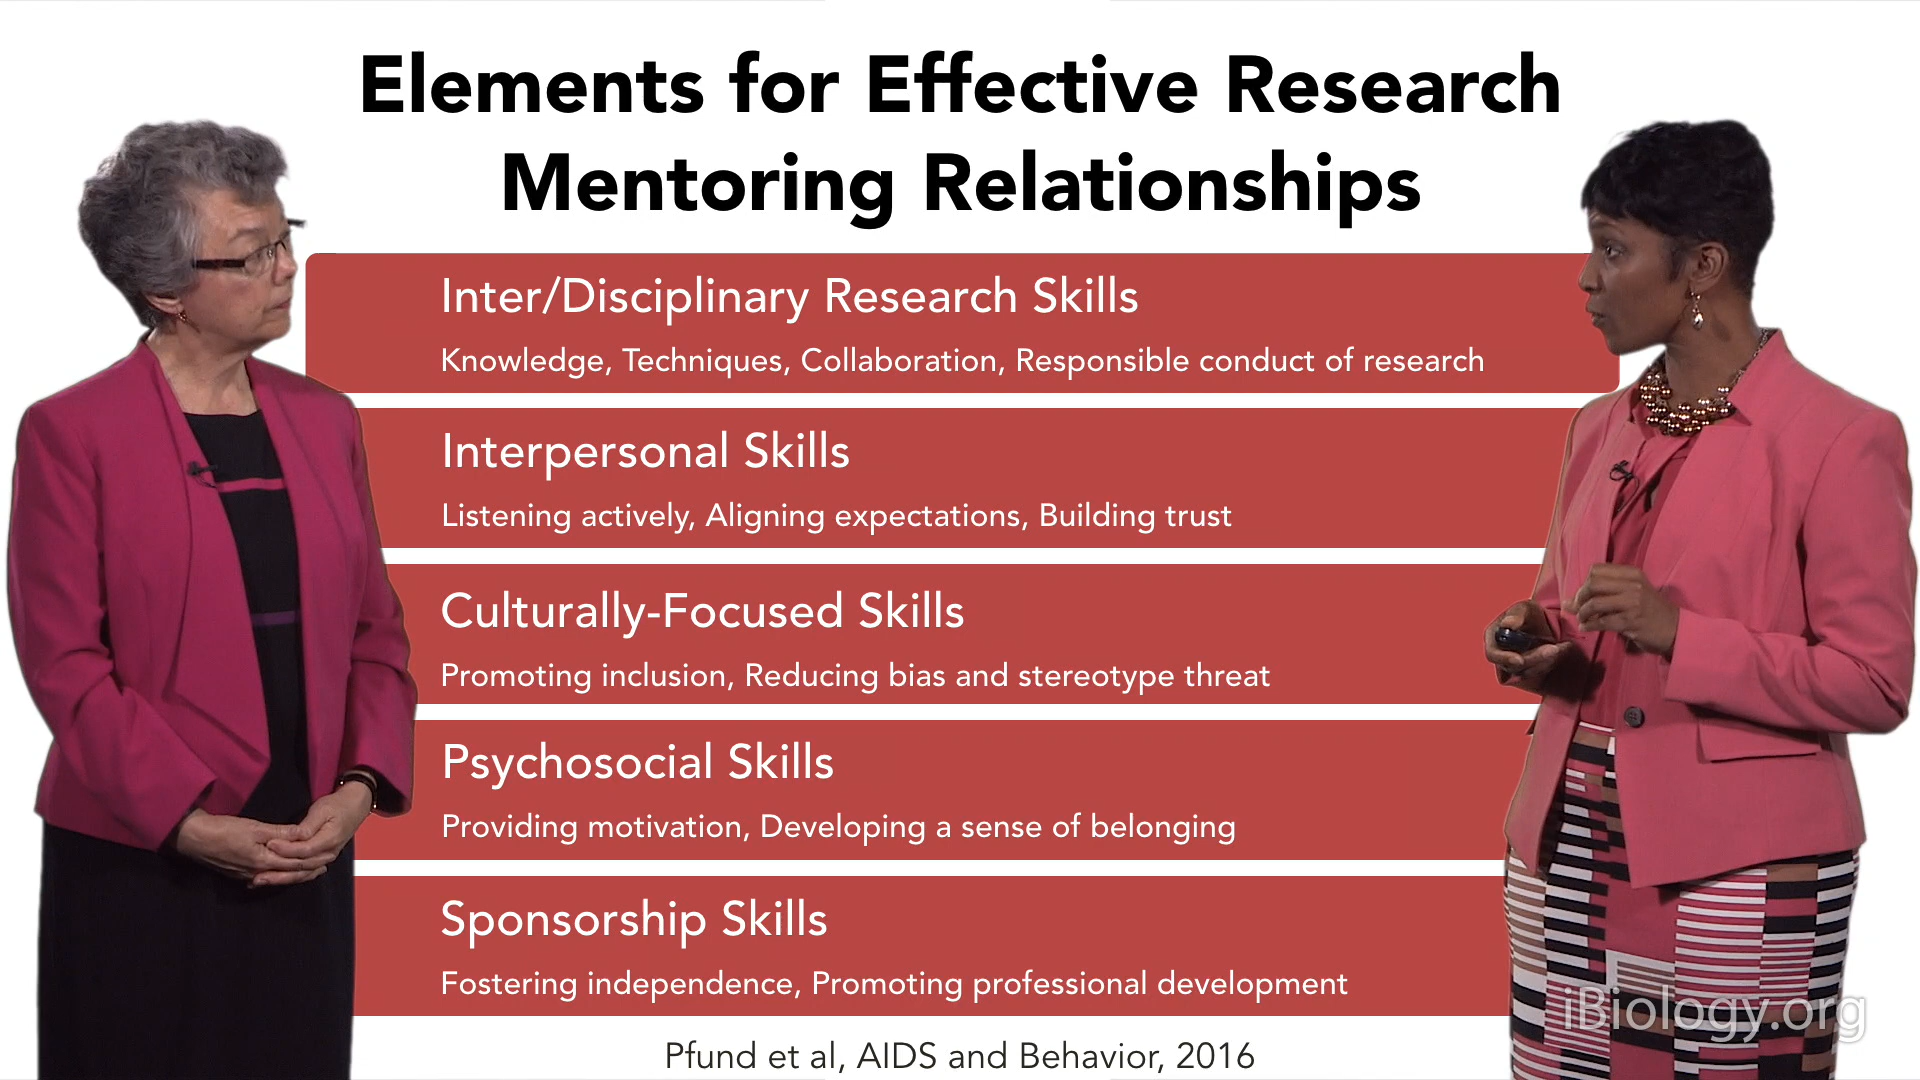 Elements for Effective Research
Mentoring Relationships
Inter/Disciplinary Research Skills
Knowledge, Techniques, Collaboration, Responsible conduct of research
Interpersonal Skills
Listening actively, Aligning expectations, Building trust
Culturally-Focused Skills
Promoting inclusion, Reducing bias and stereotype threat
Psychosocial Skills
Providing motivation, Developing a sense of belonging
Sponsorship Skills
Fostering independence, Promoting professional development
iBiology.org
Pfund et al, AIDS and Behavior, 2016